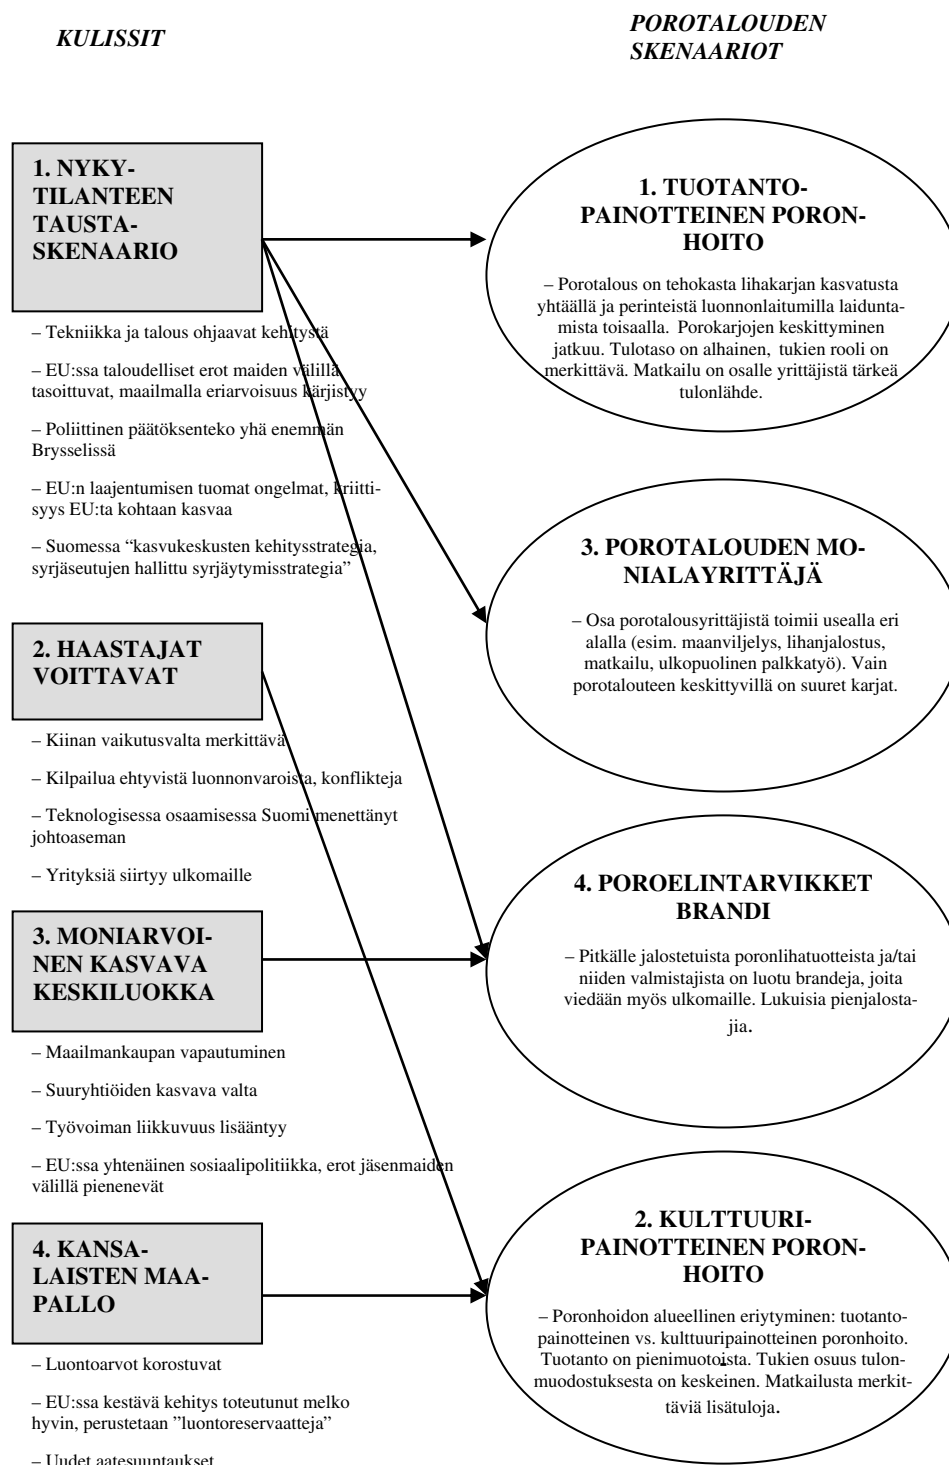 KULISSIT
POROTALOUDEN
SKENAARIOT
1. NYKY-
TILANTEEN
TAUSTA-
SKENAARIO
– Tekniikka ja talous ohjaavat kehitystä
– EU:ssa taloudelliset erot maiden välillä
tasoittuvat, maailmalla eriarvoisuus kärjistyy
– Poliittinen päätöksenteko yhä enemmän
Brysselissä
– EU:n laajentumisen tuomat ongelmat, kriitti-
syys EU:ta kohtaan kasvaa
– Suomessa “kasvukeskusten kehitysstrategia,
syrjäseutujen hallittu syrjäytymisstrategia”
2. HAASTAJAT
VOITTAVAT
– Kiinan vaikutusvalta merkittävä
– Kilpailua ehtyvistä luonnonvaroista, konflikteja
– Teknologisessa osaamisessa Suomi menettänyt
johtoaseman
– Yrityksiä siirtyy ulkomaille
3. MONIARVOI-
NEN KASVAVA
KESKILUOKKA
– Maailmankaupan vapautuminen
– Suuryhtiöiden kasvava valta
– Työvoiman liikkuvuus lisääntyy
– EU:ssa yhtenäinen sosiaalipolitiikka, erot jäsenmaiden
välillä pienenevät
4. KANSA-
LAISTEN MAA-
PALLO
– Luontoarvot korostuvat
– EU:ssa kestävä kehitys toteutunut melko
hyvin, perustetaan ”luontoreservaatteja”
– Uudet aatesuuntaukset
1. TUOTANTO-
PAINOTTEINEN PORON-
HOITO
– Porotalous on tehokasta lihakarjan kasvatusta
yhtäällä ja perinteistä luonnonlaitumilla laidunta-
mista toisaalla. Porokarjojen keskittyminen
jatkuu. Tulotaso on alhainen, tukien rooli on
merkittävä. Matkailu on osalle yrittäjistä tärkeä
tulonlähde.
3. POROTALOUDEN MO-
NIALAYRITTÄJÄ
– Osa porotalousyrittäjistä toimii usealla eri
alalla (esim. maanviljelys, lihanjalostus,
matkailu, ulkopuolinen palkkatyö). Vain
porotalouteen keskittyvillä on suuret karjat.
4. POROELINTARVIKKET
BRANDI
– Pitkälle jalostetuista poronlihatuotteista ja/tai
niiden valmistajista on luotu brandeja, joita
viedään myös ulkomaille. Lukuisia pienjalosta-
jia.
2. KULTTUURI-
PAINOTTEINEN PORON-
HOITO
– Poronhoidon alueellinen eriytyminen: tuotanto-
painotteinen vs. kulttuuripainotteinen poronhoito.
Tuotanto on pienimuotoista. Tukien osuus tulon-
muodostuksesta on keskeinen. Matkailusta merkit-
täviä lisätuloja.